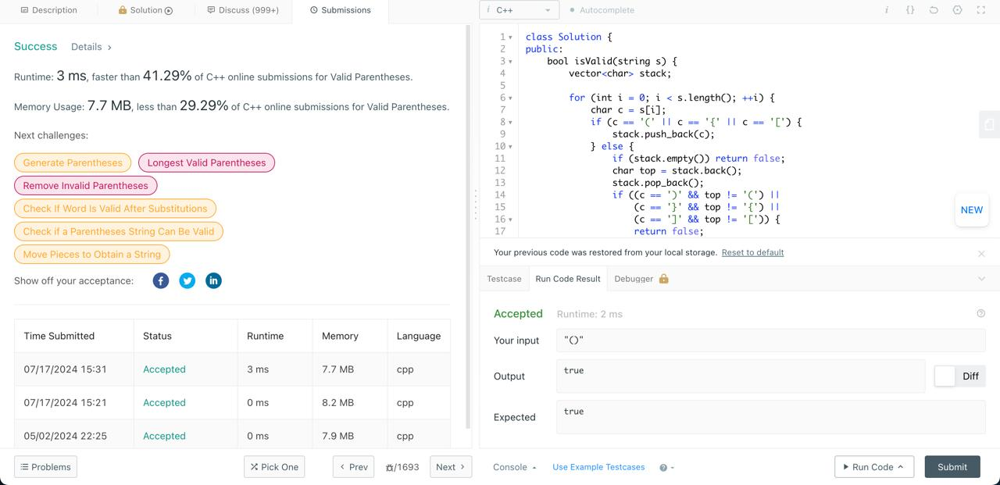 Description Solution Discuss (999+) Submissions
i C++ Autocomplete i {}
Success Details >
Runtime: 3 ms, faster than 41.29% of C++ online submissions for Valid Parentheses.
Memory Usage: 7.7 MB, less than 29.29% of C++ online submissions for Valid Parentheses.
Next challenges:
Generate Parentheses Longest Valid Parentheses
Remove Invalid Parentheses
Check If Word Is Valid After Substitutions
Check if a Parentheses String Can Be Valid
Move Pieces to Obtain a String
Show off your acceptance: f in
Time Submitted Status Runtime Memory Language
07/17/2024 15:31 Accepted 3 ms 7.7 MB cpp
07/17/2024 15:21 Accepted 0 ms 8.2 MB cpp
05/02/2024 22:25 Accepted 0 ms 7.9 MB cpp
Problems Pick One < Prev /1693 Next >
1 class Solution {
2 public:
3 bool isValid(string s) {
4 vector<char> stack;
5
6 for (int i = 0; i < s.length(); ++i) {
7 char c = s[i];
8 if (c == '(' || c == '{' || c == '[') {
9 stack.push_back(c);
10 } else {
11 if (stack.empty()) return false;
12 char top = stack.back();
13 stack.pop_back();
14 if ((c == ')' && top != '(') ||
15 (c == '}' && top != '{') ||
16 (c == ']' && top != '[')) {
17 return false;
NEW
Your previous code was restored from your local storage. Reset to default
Testcase Run Code Result Debugger
Accepted Runtime: 2 ms
Your input "()"
Output true Diff
Expected true
Console Use Example Testcases ? Run Code Submit